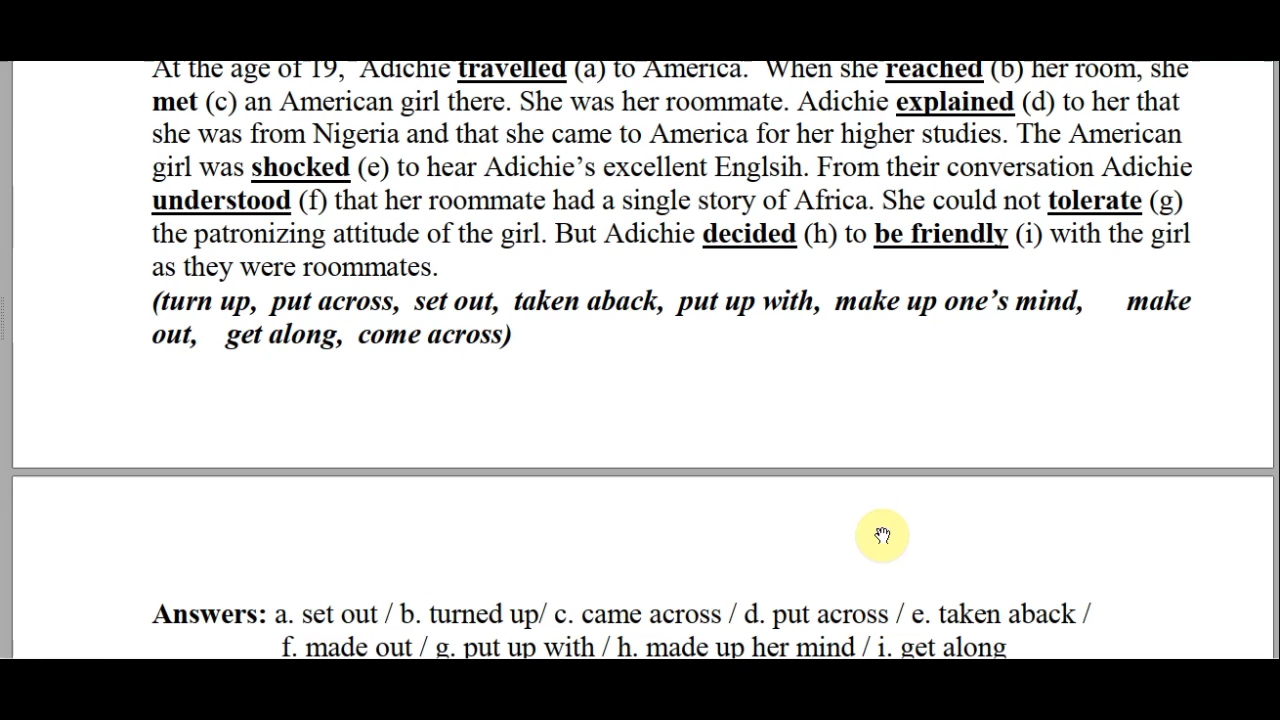 At the age of 19, Adichie travelled (a) to America. When she reached (b) her room, she
met (c) an American girl there. She was her roommate. Adichie explained (d) to her that
she was from Nigeria and that she came to America for her higher studies. The American
girl was shocked (e) to hear Adichie’s excellent Englsih. From their conversation Adichie
understood (f) that her roommate had a single story of Africa. She could not tolerate (g)
the patronizing attitude of the girl. But Adichie decided (h) to be friendly (i) with the girl
as they were roommates.
(turn up, put across, set out, taken aback, put up with, make up one’s mind, make
out, get along, come across)
Answers: a. set out / b. turned up/ c. came across / d. put across / e. taken aback /
f. made out / g. put up with / h. made up her mind / i. get along